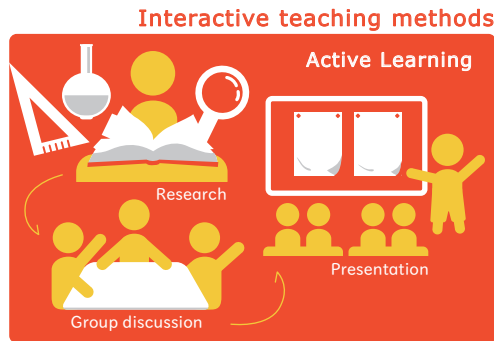 Interactive teaching methods
Active Learning
Research
Group discussion
Presentation